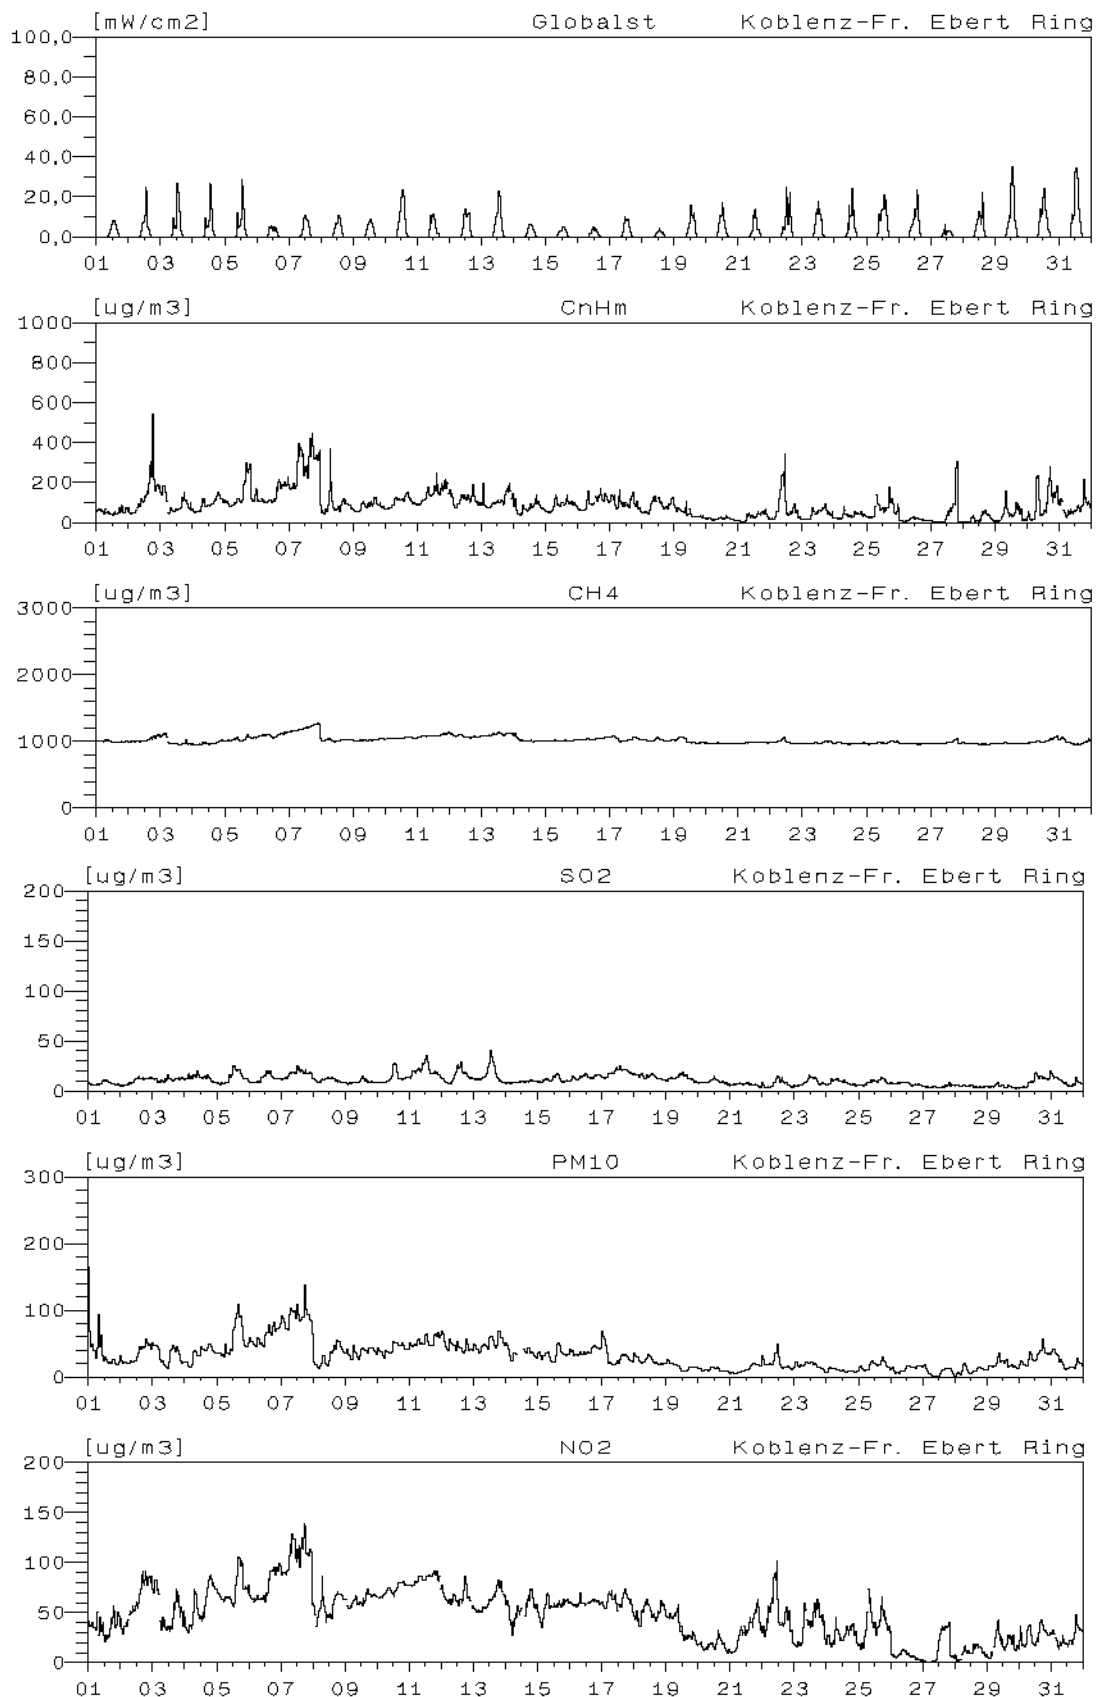 [mW/cm2] Globalst Koblenz-Fr. Ebert Ring
100,0
80,0
60,0
40,0
20,0
0,0
01 03 05 07 09 11 13 15 17 19 21 23 25 27 29 31
[ug/m3] CnHm Koblenz-Fr. Ebert Ring
1000
800
600
400
200
0
01 03 05 07 09 11 13 15 17 19 21 23 25 27 29 31
[ug/m3] CH4 Koblenz-Fr. Ebert Ring
3000
2000
1000
0
01 03 05 07 09 11 13 15 17 19 21 23 25 27 29 31
[ug/m3] SO2 Koblenz-Fr. Ebert Ring
200
150
100
50
0
01 03 05 07 09 11 13 15 17 19 21 23 25 27 29 31
[ug/m3] PM10 Koblenz-Fr. Ebert Ring
300
200
100
0
01 03 05 07 09 11 13 15 17 19 21 23 25 27 29 31
[ug/m3] NO2 Koblenz-Fr. Ebert Ring
200
150
100
50
0
01 03 05 07 09 11 13 15 17 19 21 23 25 27 29 31